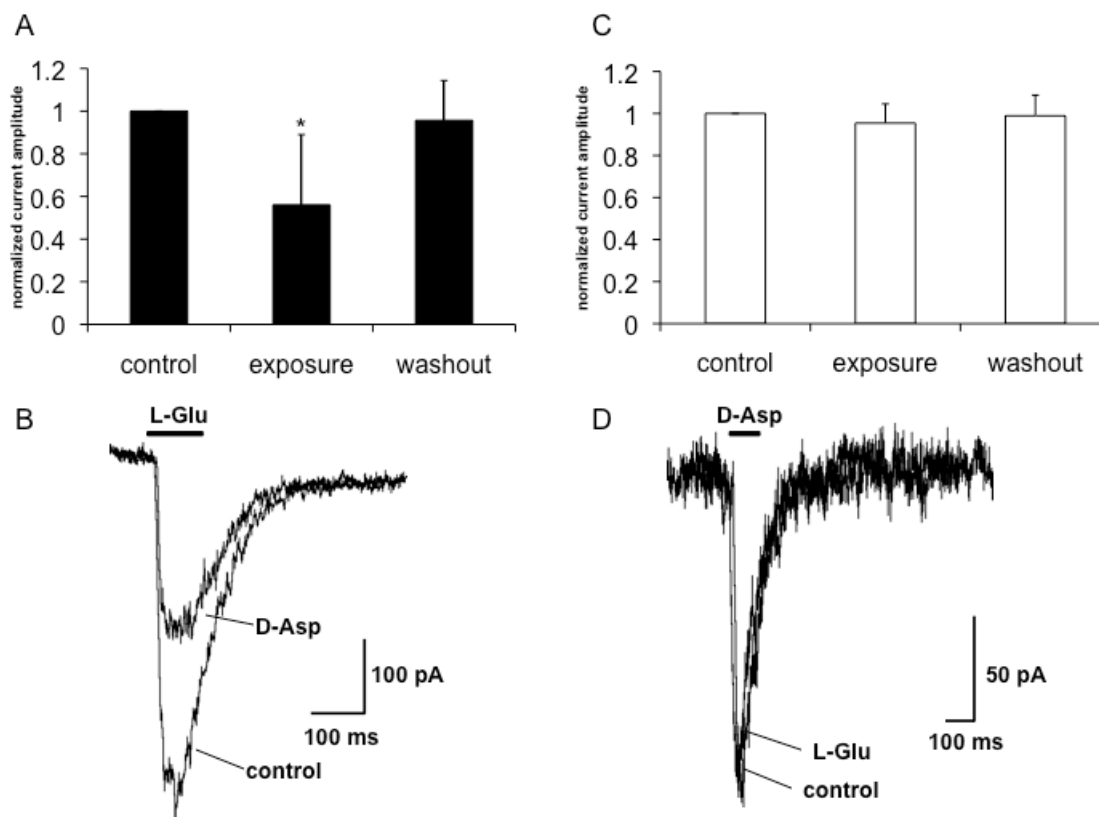 A
normalized current amplitude
1.2
1
0.8
0.6
0.4
0.2
0
*
control exposure washout
B
L-Glu
D-Asp
control
100 pA
100 ms
C
normalized current amplitude
1.2
1
0.8
0.6
0.4
0.2
0
control exposure washout
D
D-Asp
L-Glu
control
50 pA
100 ms